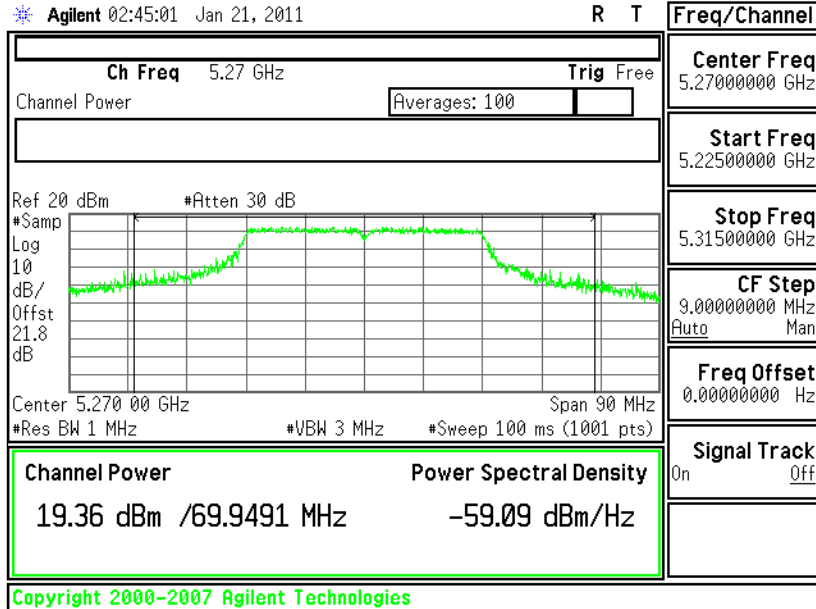 Agilent 02:45:01 Jan 21, 2011 R T
Freq/Channel
Ch Freq 5.27 GHz Trig Free
Channel Power Averages: 100
Ref 20 dBm #Atten 30 dB
#Samp
Log
10
dB/
Offst
21.8
dB
Center 5.270 00 GHz Span 90 MHz
#Res BW 1 MHz #VBW 3 MHz #Sweep 100 ms (1001 pts)
Channel Power Power Spectral Density
19.36 dBm /69.9491 MHz -59.09 dBm/Hz
Center Freq
5.27000000 GHz
Start Freq
5.22500000 GHz
Stop Freq
5.31500000 GHz
CF Step
9.00000000 MHz
Auto Man
Freq Offset
0.00000000 Hz
Signal Track
On Off
Copyright 2000-2007 Agilent Technologies